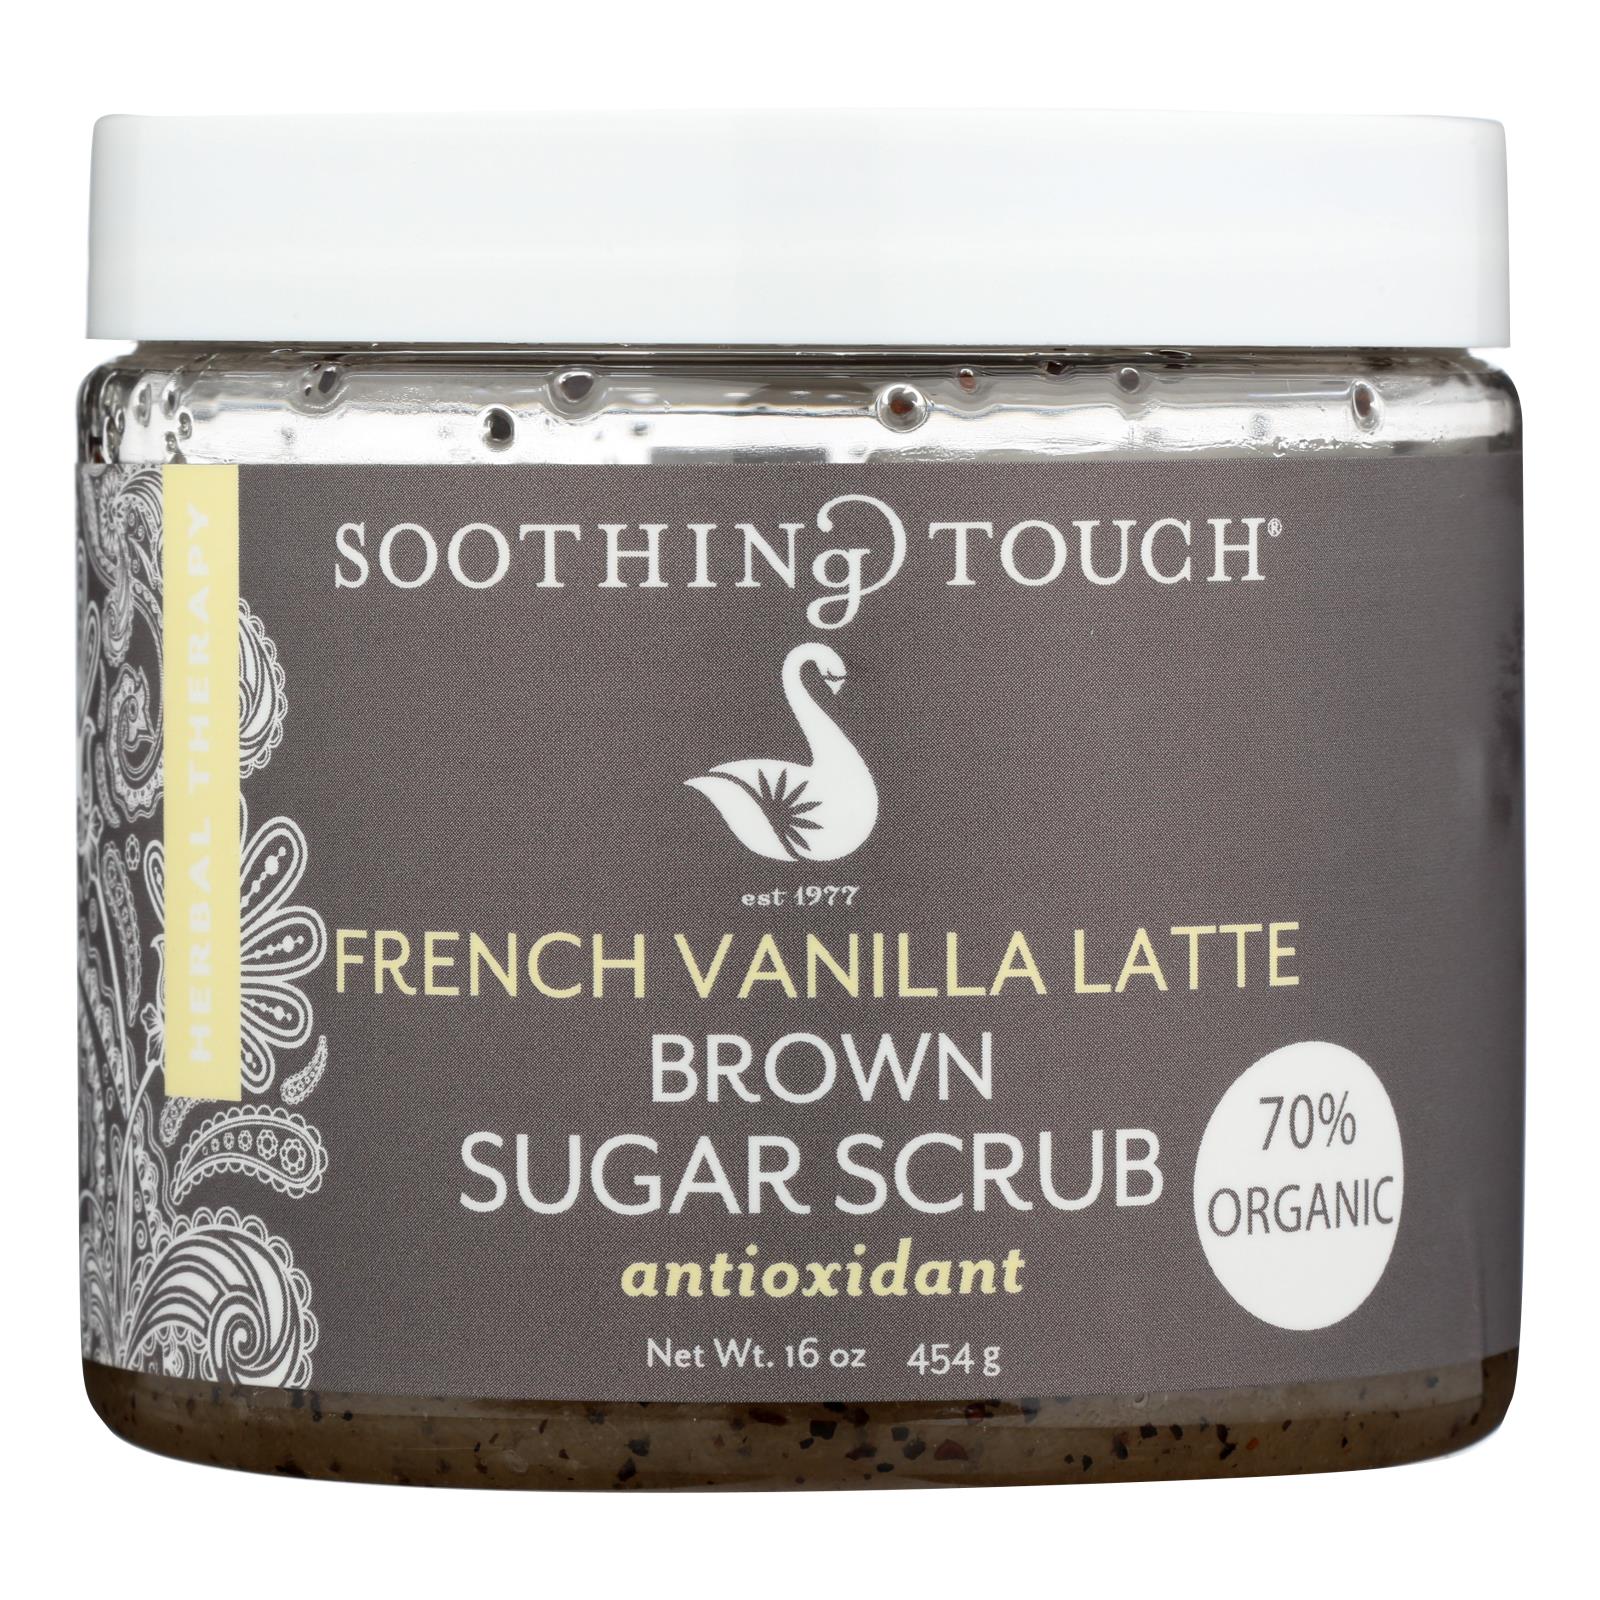 SOOTHING TOUCH®
est 1977
FRENCH VANILLA LATTE
BROWN
SUGAR SCRUB
antioxidant
Net Wt. 16 oz 454 g
70%
ORGANIC
HERBAL THERAPY